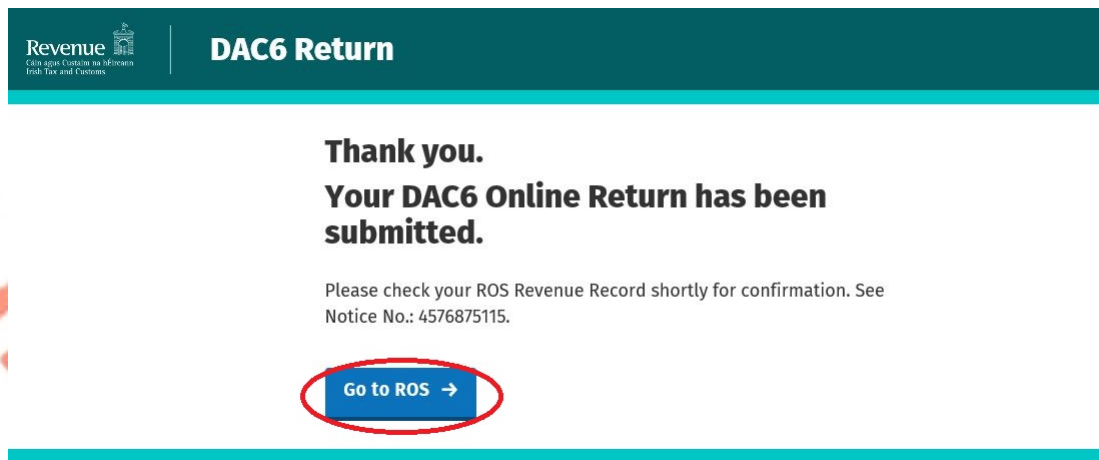 Revenue
Cáin agus Custaim na hÉireann
Irish Tax and Customs
DAC6 Return
Thank you.
Your DAC6 Online Return has been
submitted.
Please check your ROS Revenue Record shortly for confirmation. See
Notice No.: 4576875115.
Go to ROS →